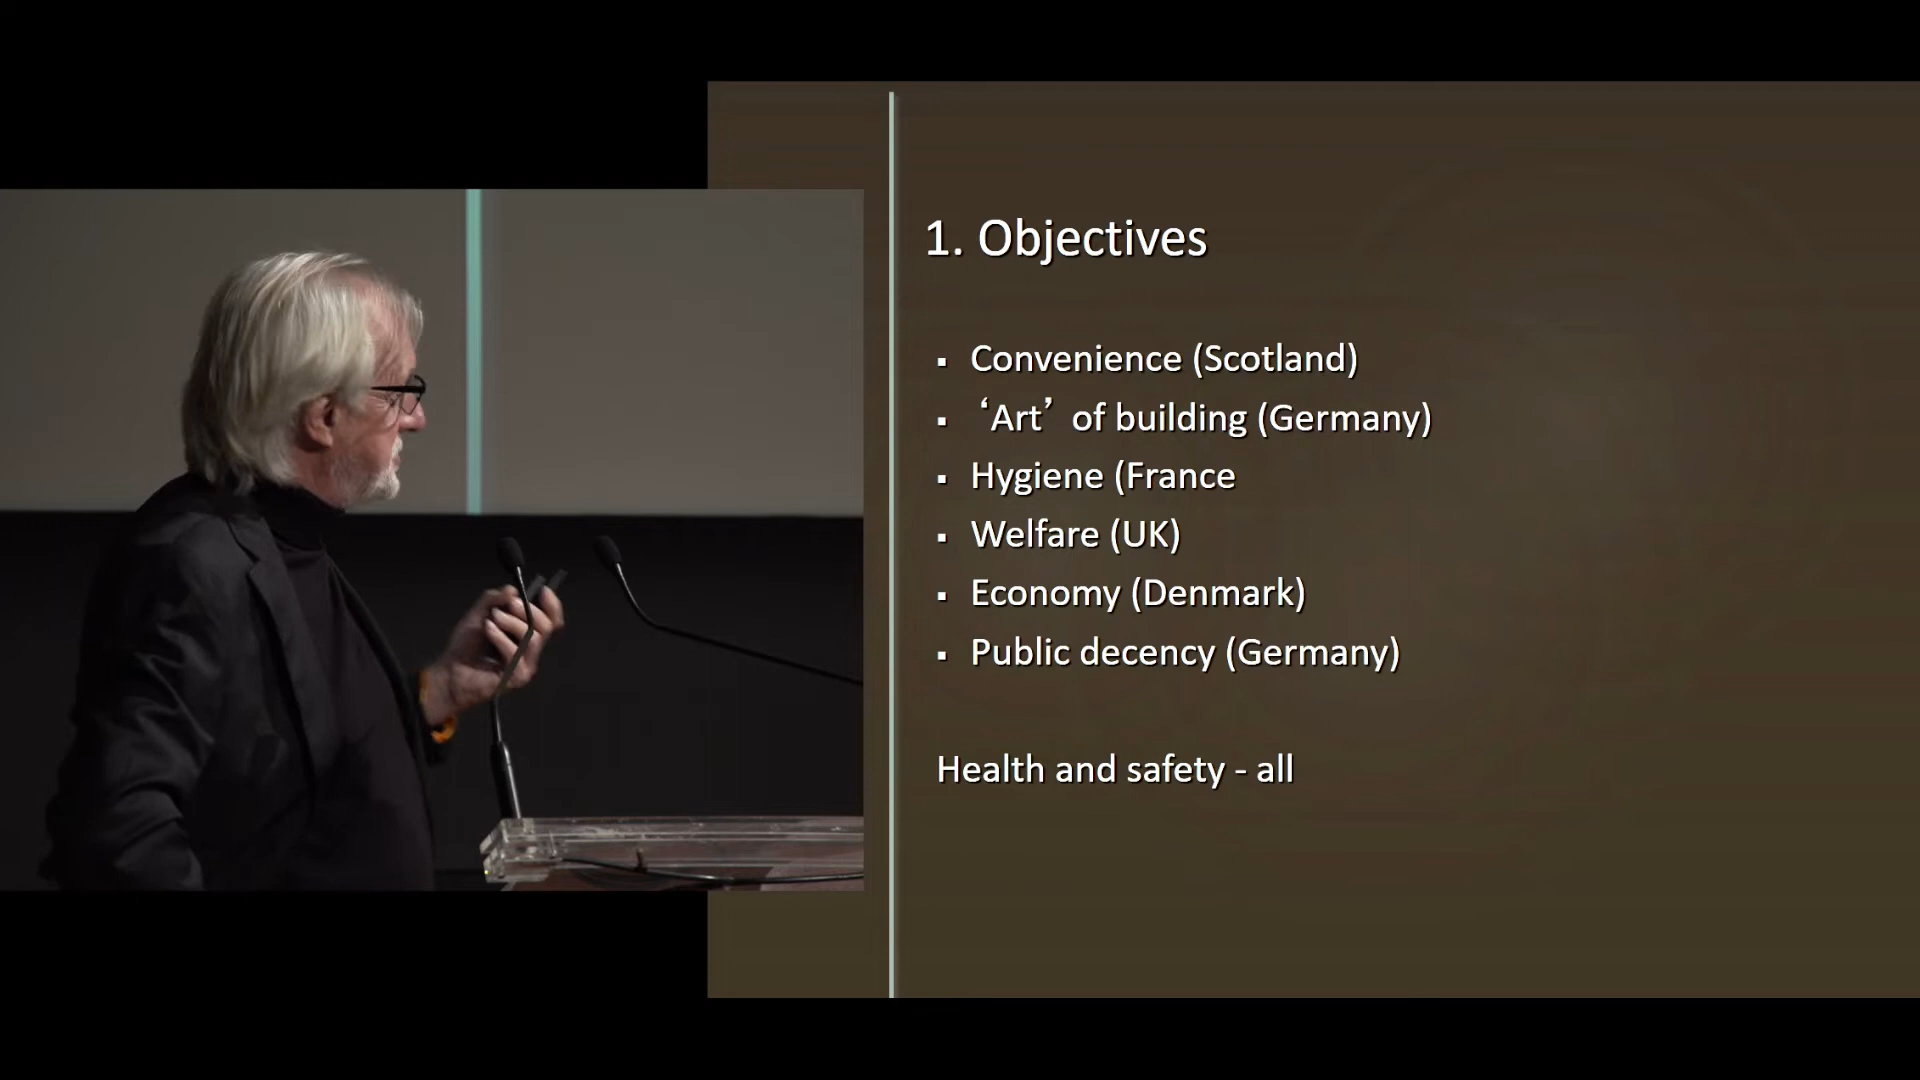 1. Objectives
▪ Convenience (Scotland)
▪ ‘Art’ of building (Germany)
▪ Hygiene (France
▪ Welfare (UK)
▪ Economy (Denmark)
▪ Public decency (Germany)
Health and safety - all